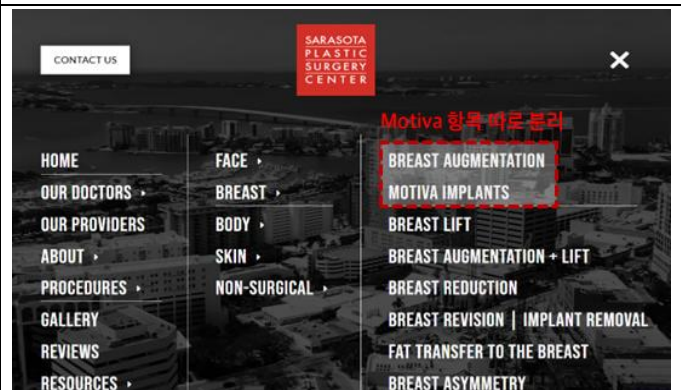 CONTACT US
SARASOTA
PLASTIC
SURGERY
CENTER
×
Motiva 항목 따로 분리
HOME
OUR DOCTORS
OUR PROVIDERS
ABOUT
PROCEDURES
GALLERY
REVIEWS
RESOURCES
FACE
BREAST
BODY
SKIN
NON-SURGICAL
BREAST AUGMENTATION
MOTIVA IMPLANTS
BREAST LIFT
BREAST AUGMENTATION + LIFT
BREAST REDUCTION
BREAST REVISION | IMPLANT REMOVAL
FAT TRANSFER TO THE BREAST
BREAST ASYMMETRY